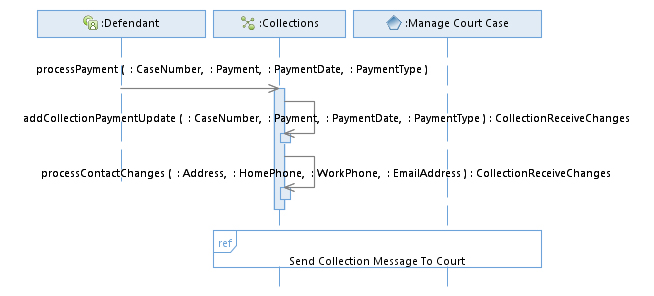 :Defendant
:Collections
:Manage Court Case
processPayment ( : CaseNumber, : Payment, : PaymentDate, : PaymentType )
addCollectionPaymentUpdate ( : CaseNumber, : Payment, : PaymentDate, : PaymentType ) : CollectionReceiveChanges
processContactChanges ( : Address, : HomePhone, : WorkPhone, : EmailAddress ) : CollectionReceiveChanges
ref
Send Collection Message To Court